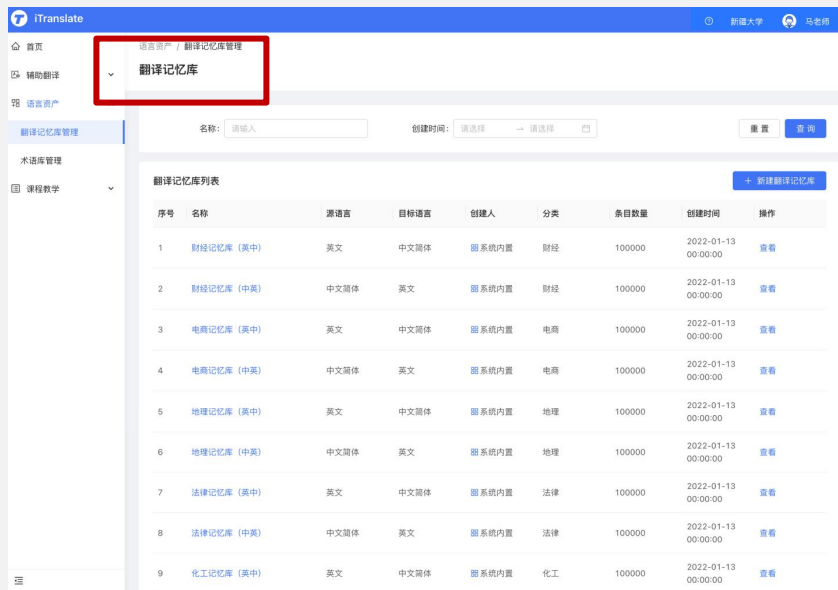 iTranslate
新疆大学 马老师
首页
语言资产 / 翻译记忆库管理
翻译记忆库
辅助翻译
语言资产
翻译记忆库管理
术语库管理
课程教学
名称: 请输入 创建时间: 请选择 → 请选择 重置 查询
翻译记忆库列表 + 新建翻译记忆库
序号 名称 源语言 目标语言 创建人 分类 条目数量 创建时间 操作
1 财经记忆库（英中） 英文 中文简体 系统内置 财经 100000 2022-01-13 00:00:00 查看
2 财经记忆库（中英） 中文简体 英文 系统内置 财经 100000 2022-01-13 00:00:00 查看
3 电商记忆库（英中） 英文 中文简体 系统内置 电商 100000 2022-01-13 00:00:00 查看
4 电商记忆库（中英） 中文简体 英文 系统内置 电商 100000 2022-01-13 00:00:00 查看
5 地理记忆库（英中） 英文 中文简体 系统内置 地理 100000 2022-01-13 00:00:00 查看
6 地理记忆库（中英） 中文简体 英文 系统内置 地理 100000 2022-01-13 00:00:00 查看
7 法律记忆库（英中） 英文 中文简体 系统内置 法律 100000 2022-01-13 00:00:00 查看
8 法律记忆库（中英） 中文简体 英文 系统内置 法律 100000 2022-01-13 00:00:00 查看
9 化工记忆库（英中） 英文 中文简体 系统内置 化工 100000 2022-01-13 00:00:00 查看